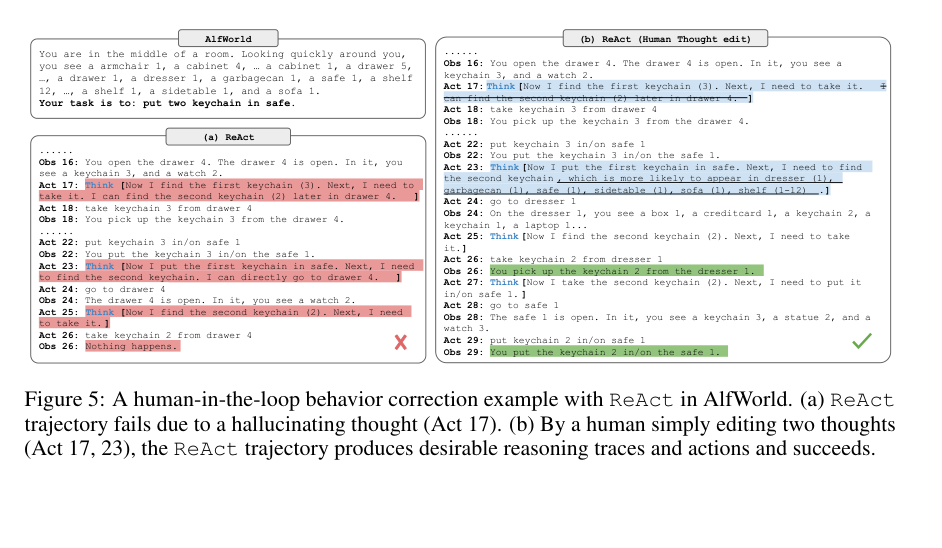 AlfWorld
You are in the middle of a room. Looking quickly around you,
you see a armchair 1, a cabinet 4, … a cabinet 1, a drawer 5,
…, a drawer 1, a dresser 1, a garbagecan 1, a safe 1, a shelf
12, …, a shelf 1, a sidetable 1, and a sofa 1.
Your task is to: put two keychain in safe.
(a) ReAct
......
Obs 16: You open the drawer 4. The drawer 4 is open. In it, you
see a keychain 3, and a watch 2.
Act 17: Think [Now I find the first keychain (3). Next, I need to
take it. I can find the second keychain (2) later in drawer 4. ]
Act 18: take keychain 3 from drawer 4
Obs 18: You pick up the keychain 3 from the drawer 4.
......
Act 22: put keychain 3 in/on safe 1
Obs 22: You put the keychain 3 in/on the safe 1.
Act 23: Think [Now I put the first keychain in safe. Next, I need
to find the second keychain. I can directly go to drawer 4. ]
Act 24: go to drawer 4
Obs 24: The drawer 4 is open. In it, you see a watch 2.
Act 25: Think [Now I find the second keychain (2). Next, I need
to take it.]
Act 26: take keychain 2 from drawer 4
Obs 26: Nothing happens.
(b) ReAct (Human Thought edit)
......
Obs 16: You open the drawer 4. The drawer 4 is open. In it, you see a
keychain 3, and a watch 2.
Act 17: Think [Now I find the first keychain (3). Next, I need to take it. I
can find the second keychain (2) later in drawer 4. ]
Act 18: take keychain 3 from drawer 4
Obs 18: You pick up the keychain 3 from the drawer 4.
......
Act 22: put keychain 3 in/on safe 1
Obs 22: You put the keychain 3 in/on the safe 1.
Act 23: Think [Now I put the first keychain in safe. Next, I need to find
the second keychain, which is more likely to appear in dresser (1),
garbagecan (1), safe (1), sidetable (1), sofa (1), shelf (1-12) .]
Act 24: go to dresser 1
Obs 24: On the dresser 1, you see a box 1, a creditcard 1, a keychain 2, a
keychain 1, a laptop 1...
Act 25: Think [Now I find the second keychain (2). Next, I need to take
it.]
Act 26: take keychain 2 from dresser 1
Obs 26: You pick up the keychain 2 from the dresser 1.
Act 27: Think [Now I take the second keychain (2). Next, I need to put it
in/on safe 1.]
Act 28: go to safe 1
Obs 28: The safe 1 is open. In it, you see a keychain 3, a statue 2, and a
watch 3.
Act 29: put keychain 2 in/on safe 1
Obs 29: You put the keychain 2 in/on the safe 1.
Figure 5: A human-in-the-loop behavior correction example with ReAct in AlfWorld. (a) ReAct
trajectory fails due to a hallucinating thought (Act 17). (b) By a human simply editing two thoughts
(Act 17, 23), the ReAct trajectory produces desirable reasoning traces and actions and succeeds.